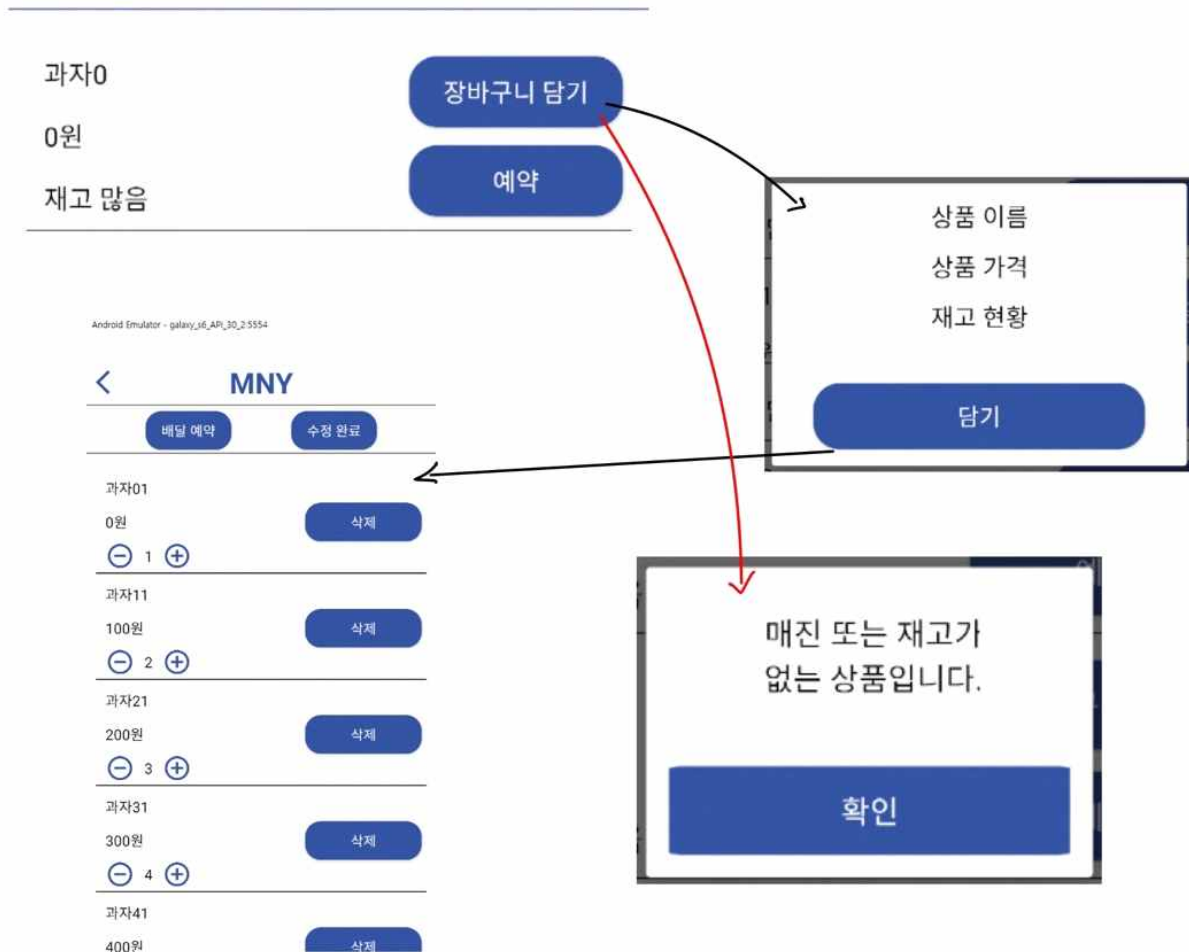 과자0
장바구니 담기
0원
예약
재고 많음
상품 이름
상품 가격
재고 현황
담기
Android Emulator - galaxy_s6_API_30_2:5554
MNY
배달 예약
수정 완료
과자01
0원
삭제
1
과자11
100원
삭제
2
과자21
200원
삭제
3
과자31
300원
삭제
4
과자41
400원
삭제
매진 또는 재고가
없는 상품입니다.
확인